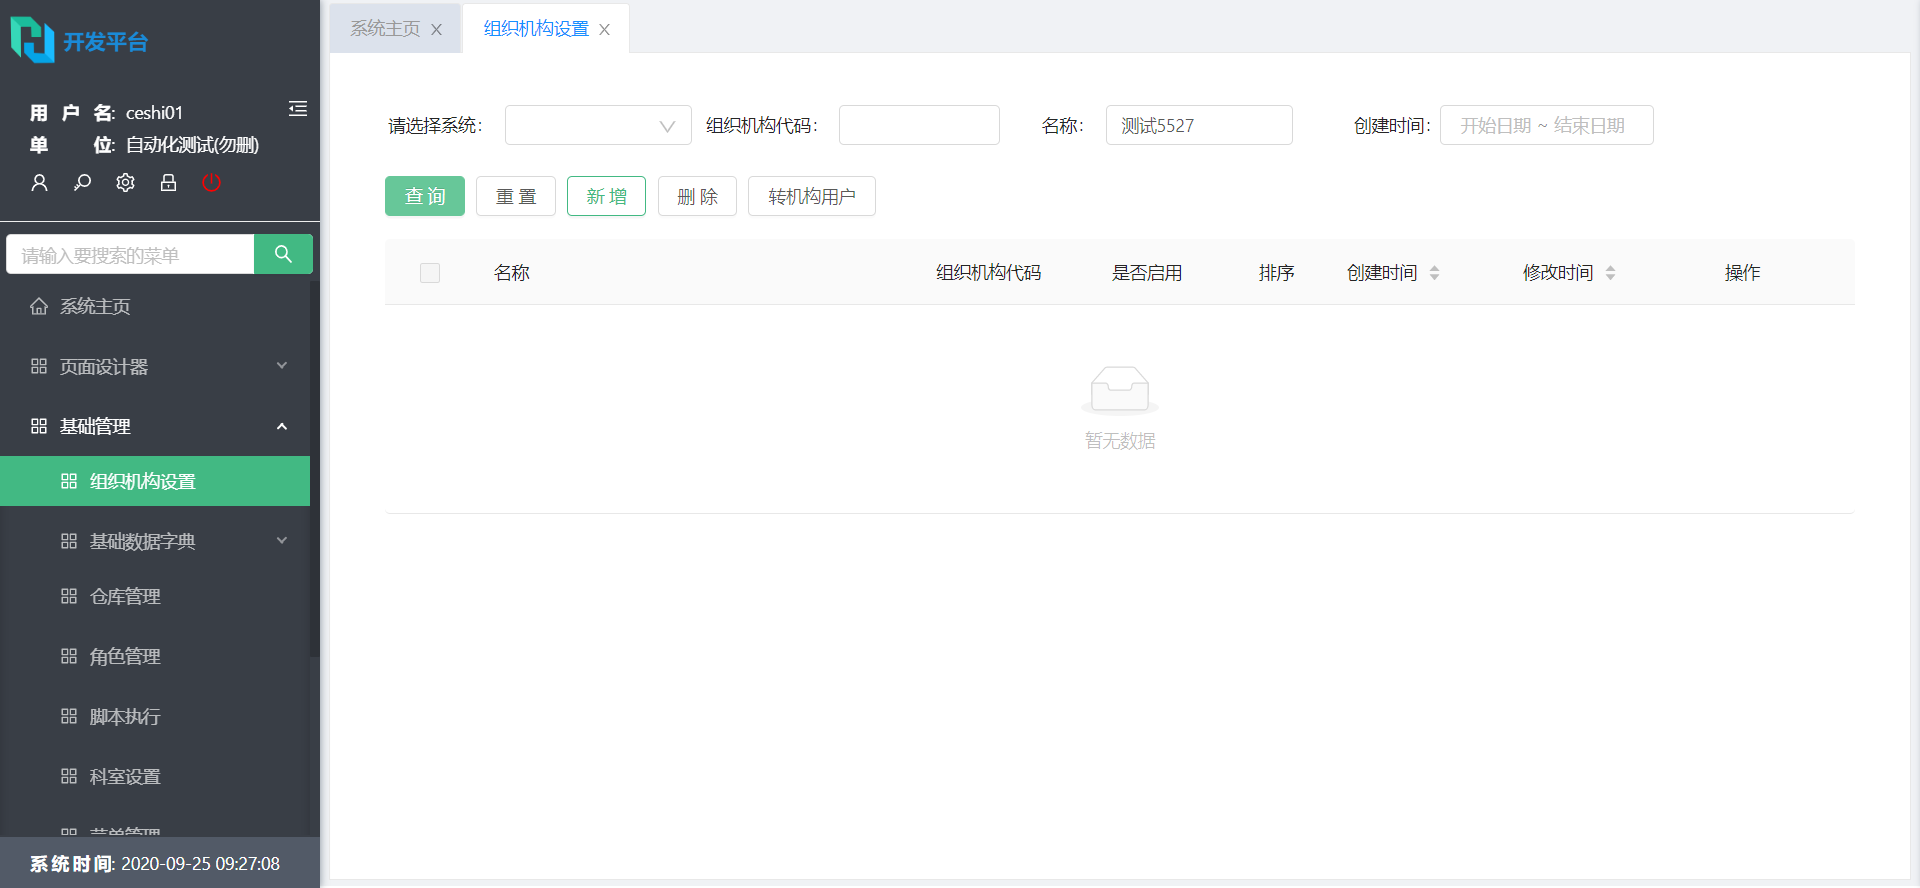 开发平台
用 户 名: ceshi01
单 位: 自动化测试(勿删)
请输入要搜索的菜单
系统主页
页面设计器
基础管理
组织机构设置
基础数据字典
仓库管理
角色管理
脚本执行
科室设置
菜单管理
系统时间: 2020-09-25 09:27:08
系统主页 X 组织机构设置 X
请选择系统: 组织机构代码: 名称: 测试5527 创建时间: 开始日期 ~ 结束日期
查 询 重 置 新 增 删 除 转机构用户
名称 组织机构代码 是否启用 排序 创建时间 修改时间 操作
暂无数据